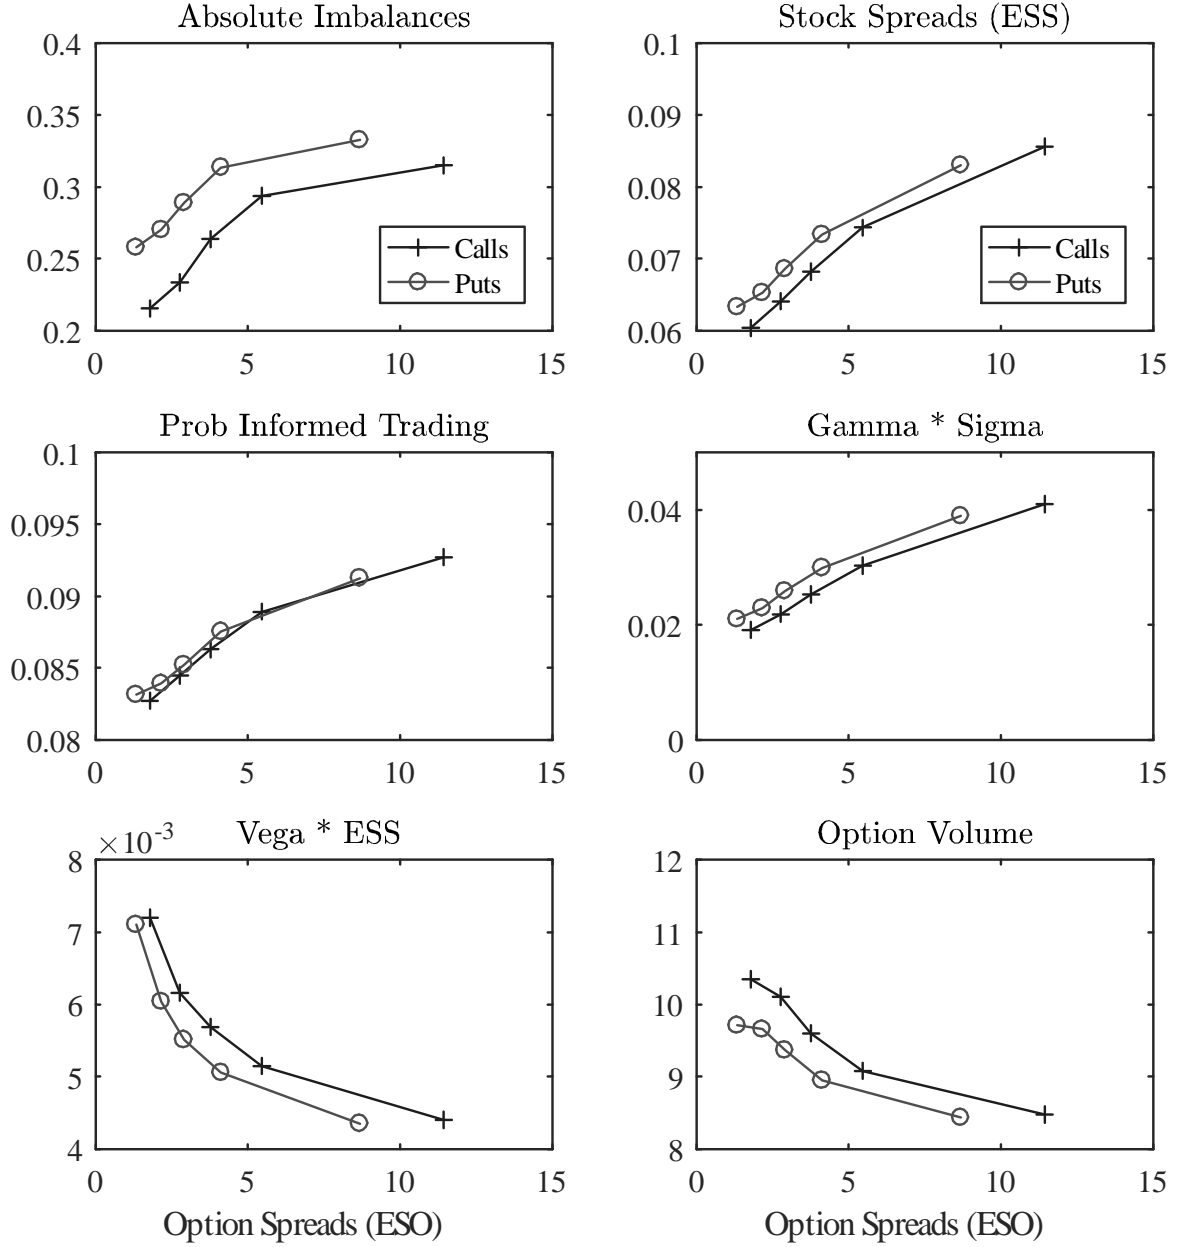 Absolute Imbalances
0.4
0.35
0.3
0.25
0.2
0 5 10 15
Calls
Puts
Stock Spreads (ESS)
0.1
0.09
0.08
0.07
0.06
0 5 10 15
Calls
Puts
Prob Informed Trading
0.1
0.095
0.09
0.085
0.08
0 5 10 15
Gamma * Sigma
0.04
0.02
0
0 5 10 15
Vega * ESS
×10-3
8
7
6
5
4
0 5 10 15
Option Spreads (ESO)
Option Volume
12
11
10
9
8
0 5 10 15
Option Spreads (ESO)